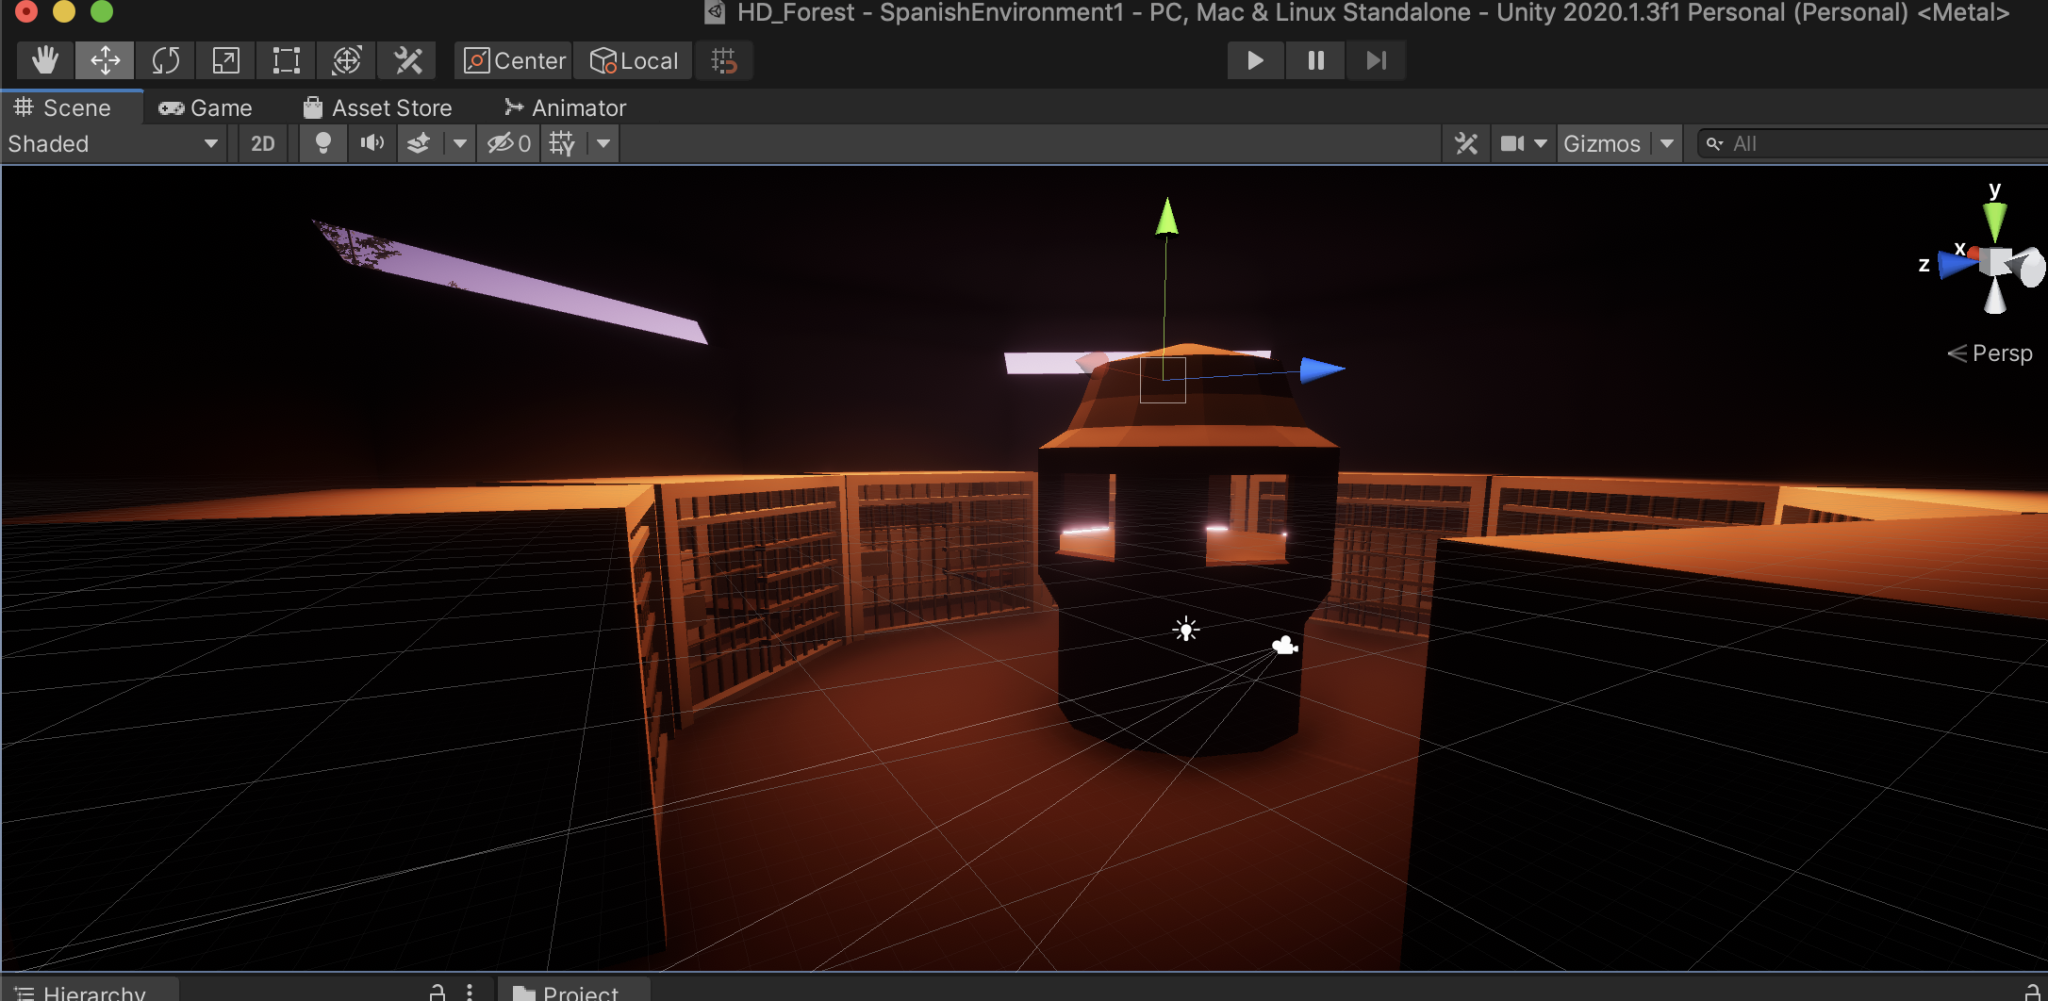 HD_Forest - SpanishEnvironment1 - PC, Mac & Linux Standalone - Unity 2020.1.3f1 Personal (Personal) <Metal>
Center Local
Scene Game Asset Store Animator
Shaded 2D 0 Gizmos All
y
x
z
Persp
Hierarchy Project